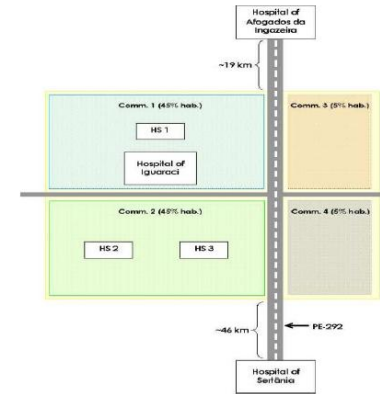 Hospital of
Afogados da
Ingazeira
~19 km
Comm. 1 (45% hab.)
Comm. 3 (5% hab.)
HS 1
Hospital of
Iguaraci
Comm. 2 (45% hab.)
Comm. 4 (5% hab.)
HS 2
HS 3
~46 km
PE-292
Hospital of
Sertânia